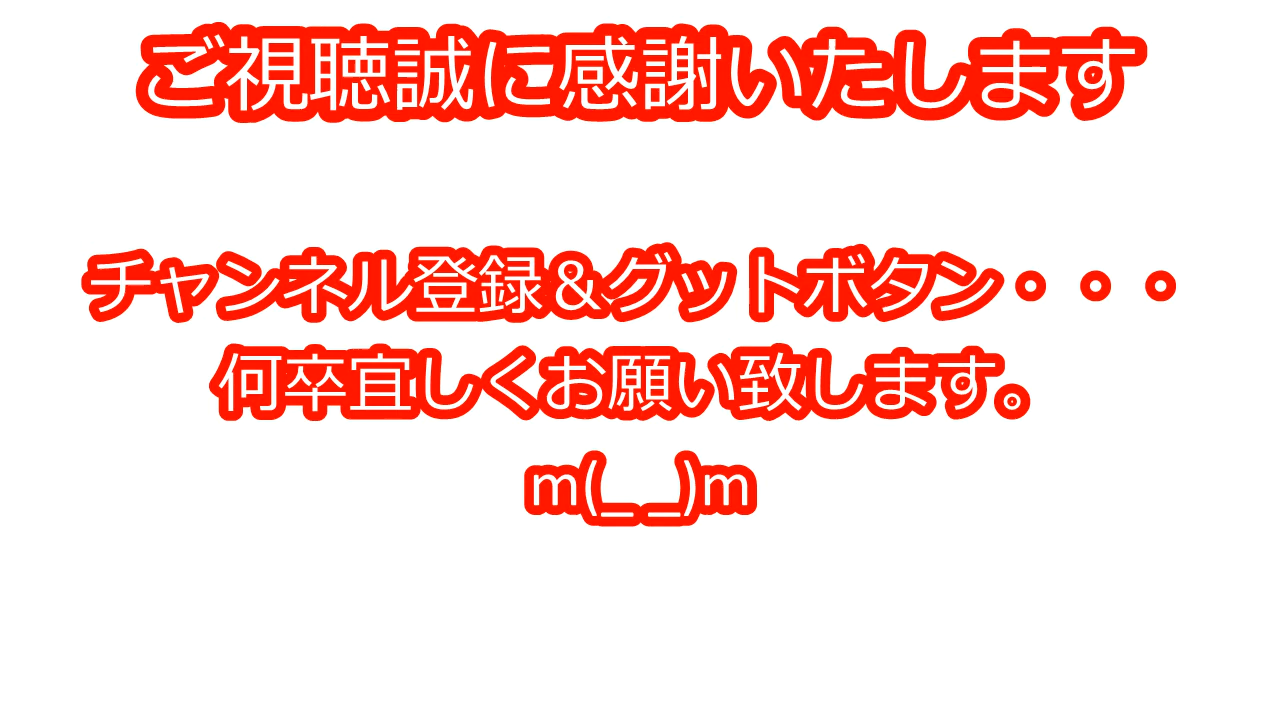 ご視聴誠に感謝いたします
チャンネル登録＆グットボタン・・・
何卒宜しくお願い致します。
m(_ _)m